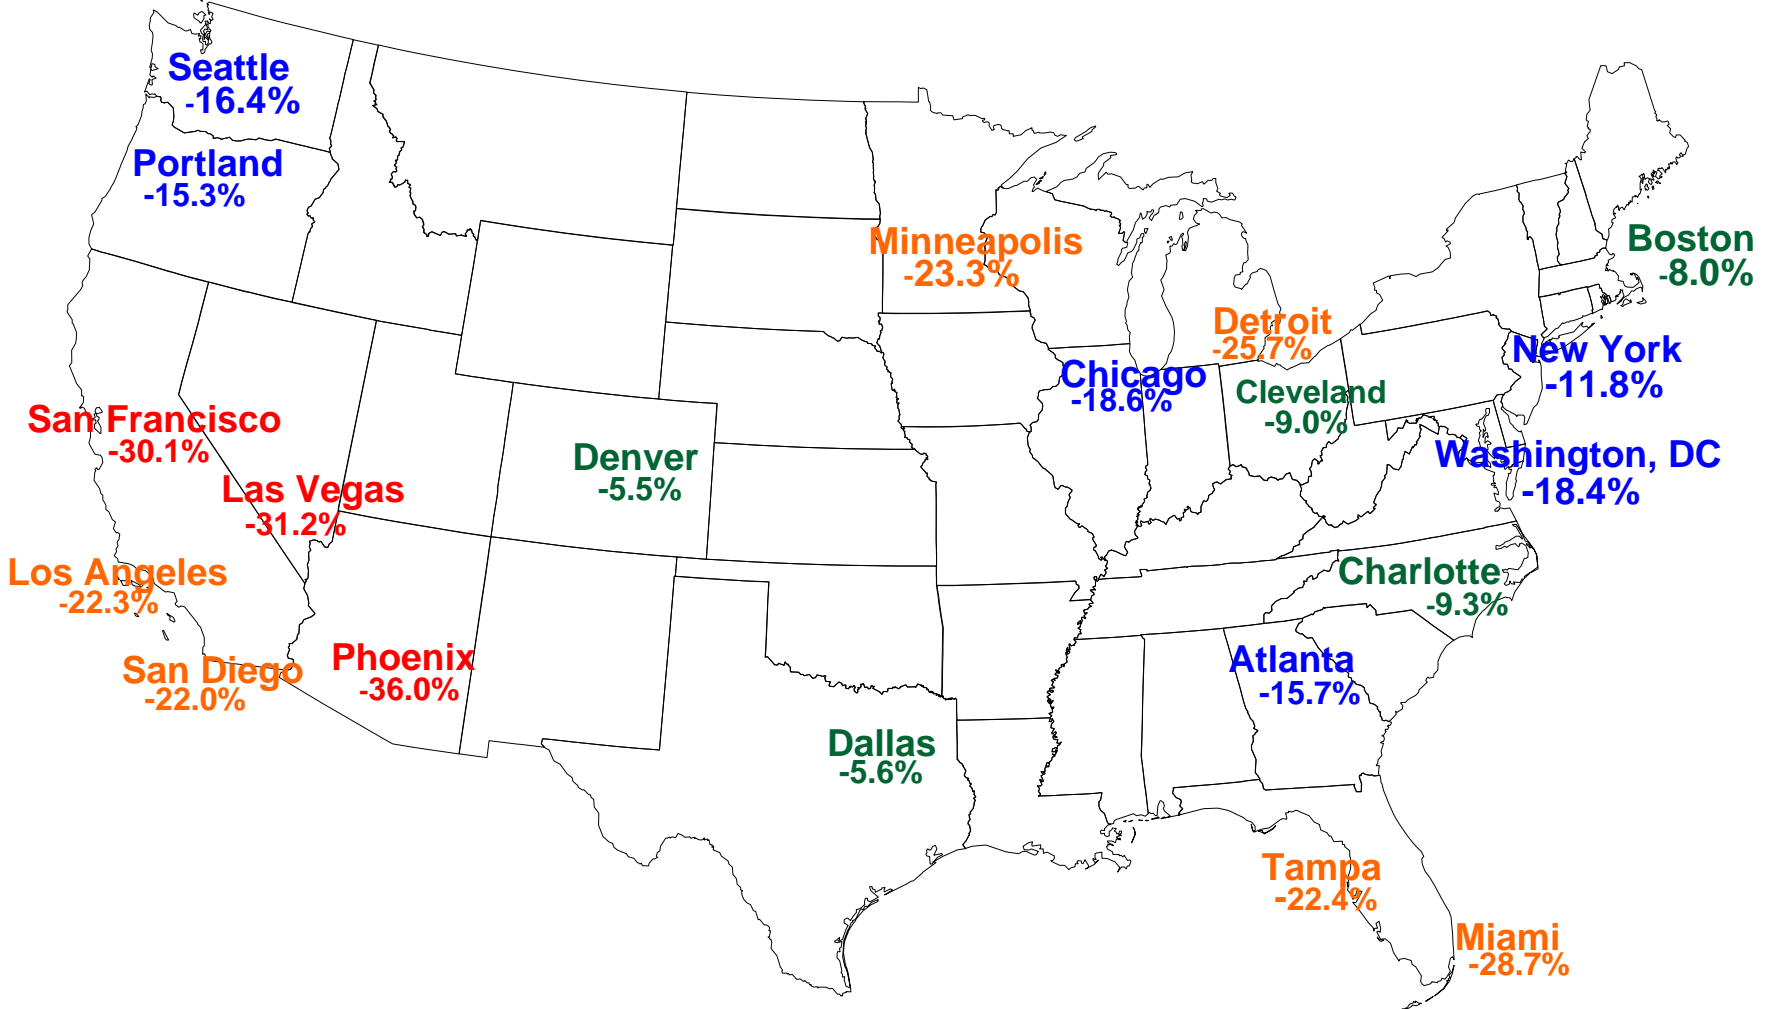 Seattle
-16.4%
Portland
-15.3%
Minneapolis
-23.3%
Boston
-8.0%
Detroit
-25.7%
New York
-11.8%
Chicago
-18.6%
Cleveland
-9.0%
San Francisco
-30.1%
Denver
-5.5%
Washington, DC
-18.4%
Las Vegas
-31.2%
Los Angeles
-22.3%
Charlotte
-9.3%
San Diego
-22.0%
Phoenix
-36.0%
Atlanta
-15.7%
Dallas
-5.6%
Tampa
-22.4%
Miami
-28.7%